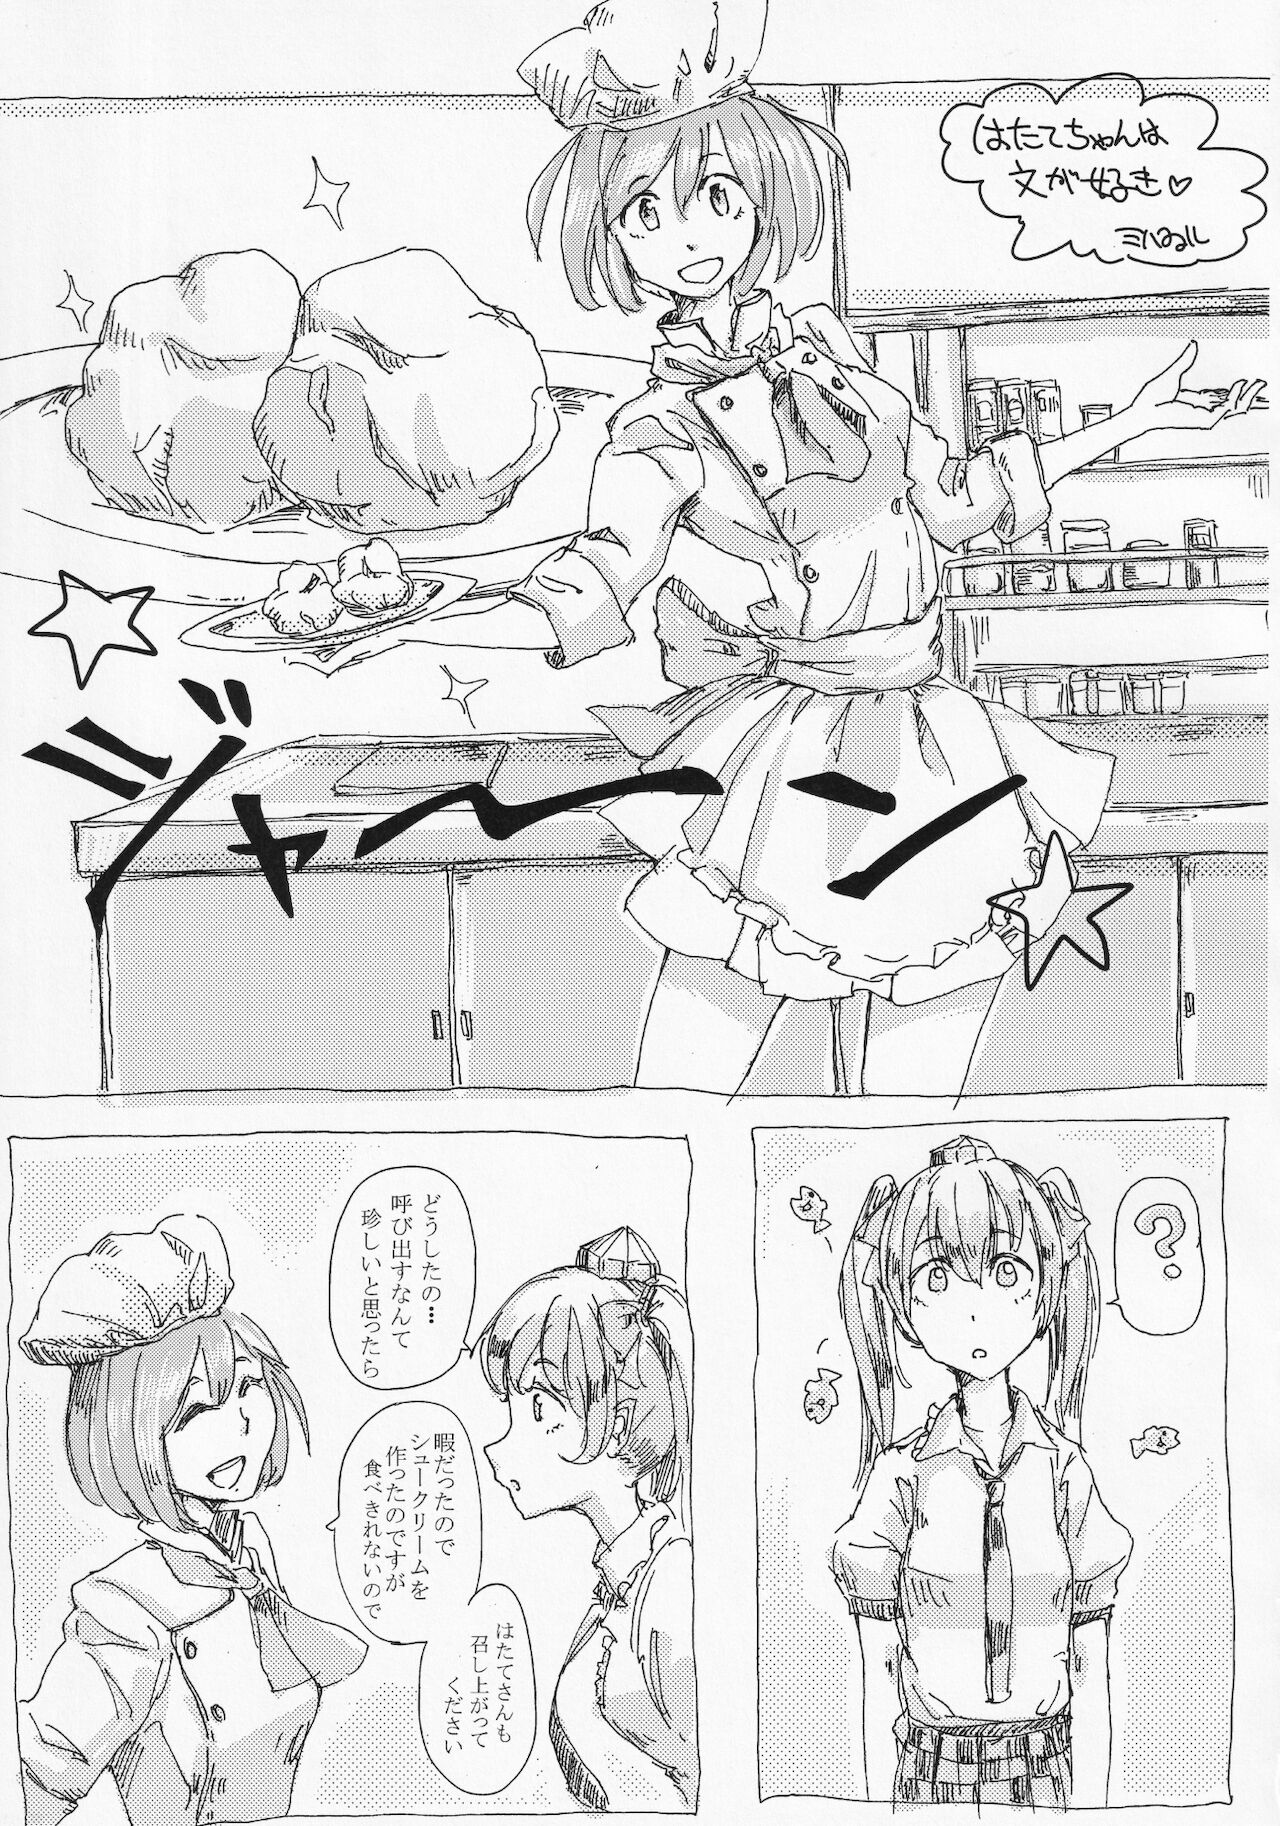 はたてちゃんは
文が好き♡
ミハヱル
ジャーン
？
どうしたの…
呼び出すなんて
珍しいと思ったら
暇だったので
シュークリームを
作ったのですが
食べきれないので
はたてさんも
召し上がって
ください